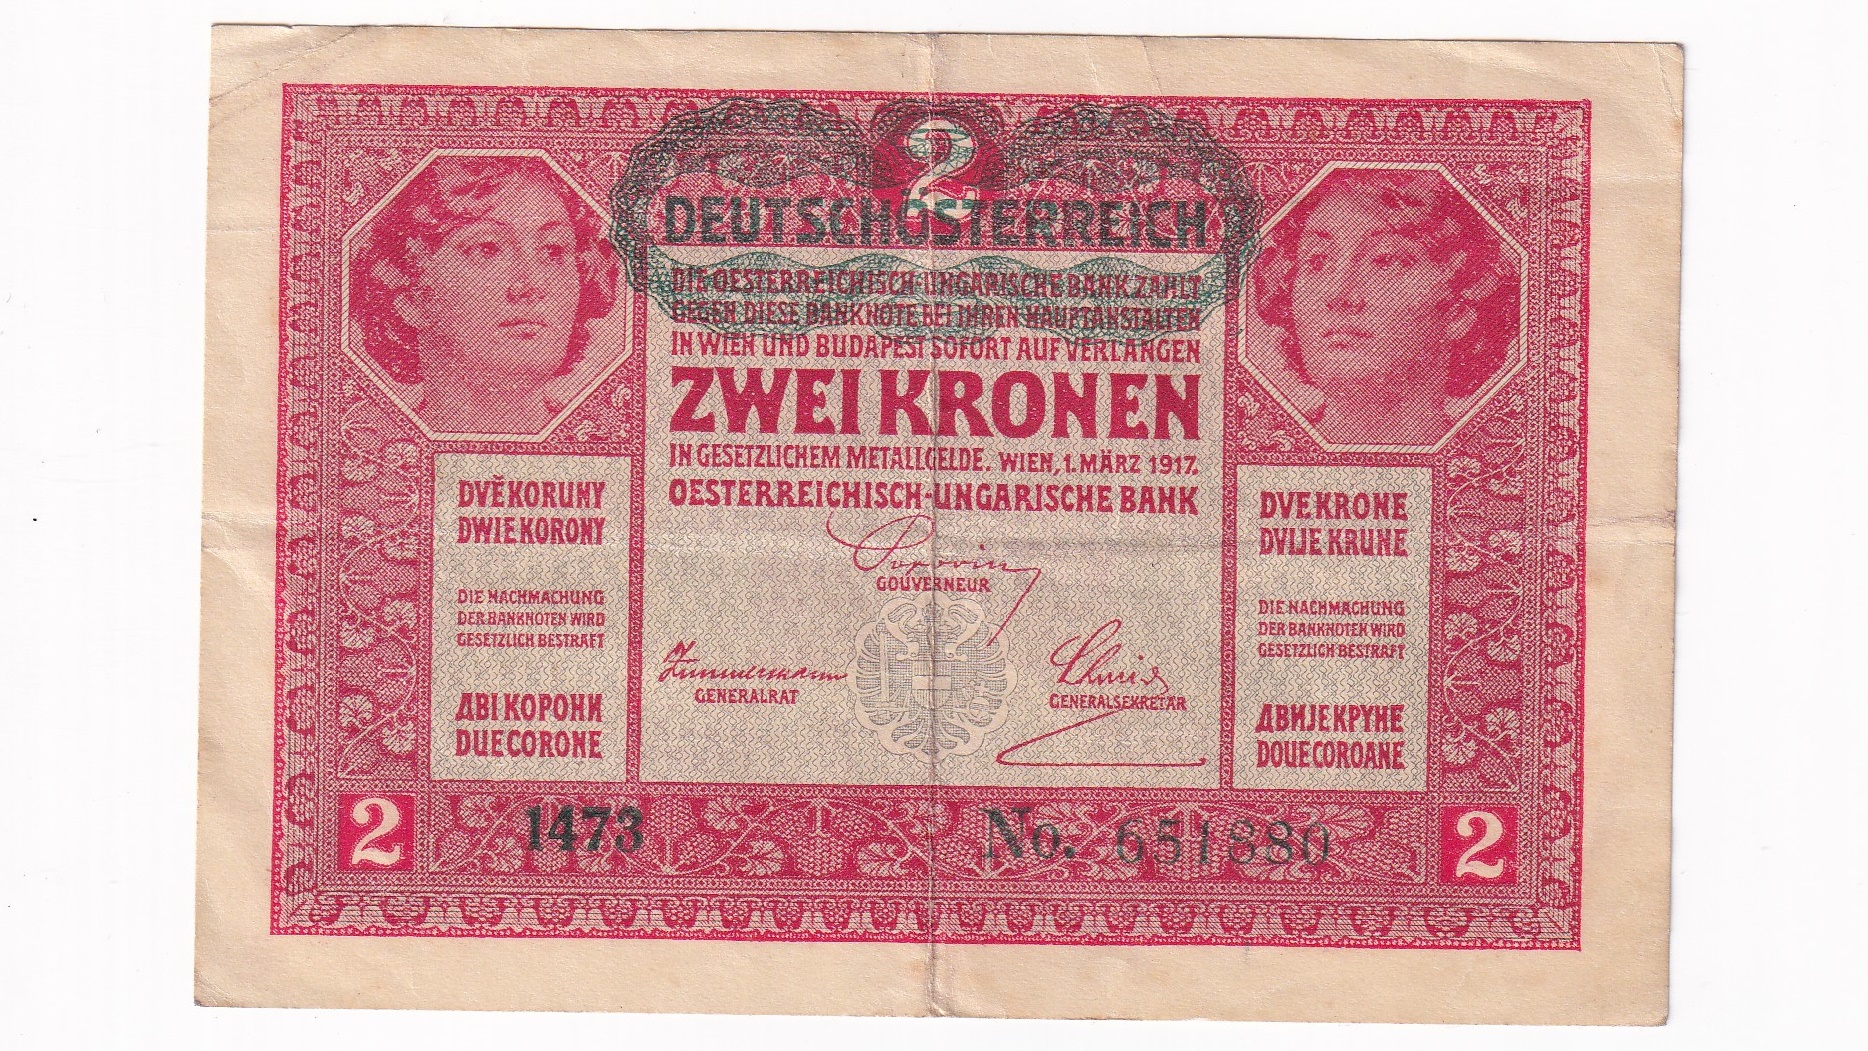 2
DEUTSCHÖSTERREICH
DIE OESTERREICHISCH-UNGARISCHE BANK ZAHLT
GEGEN DIESE BANKNOTE BEI IHREN HAUPTANSTALTEN
IN WIEN UND BUDAPEST SOFORT AUF VERLANGEN
ZWEI KRONEN
IN GESETZLICHEM METALLGELDE. WIEN, 1. MÄRZ 1917.
OESTERREICHISCH-UNGARISCHE BANK
Popovics
GOUVERNEUR
Zimmermann
GENERALRAT
Schmid
GENERALSEKRETÄR
DVĚ KORUNY
DWIE KORONY
DIE NACHMACHUNG
DER BANKNOTEN WIRD
GESETZLICH BESTRAFT
ДВІ КОРОНИ
DUE CORONE
DVE KRONE
DVIJE KRUNE
DIE NACHMACHUNG
DER BANKNOTEN WIRD
GESETZLICH BESTRAFT
ДВИЈЕ КРУНЕ
DOUE COROANE
2
1473
No. 651880
2